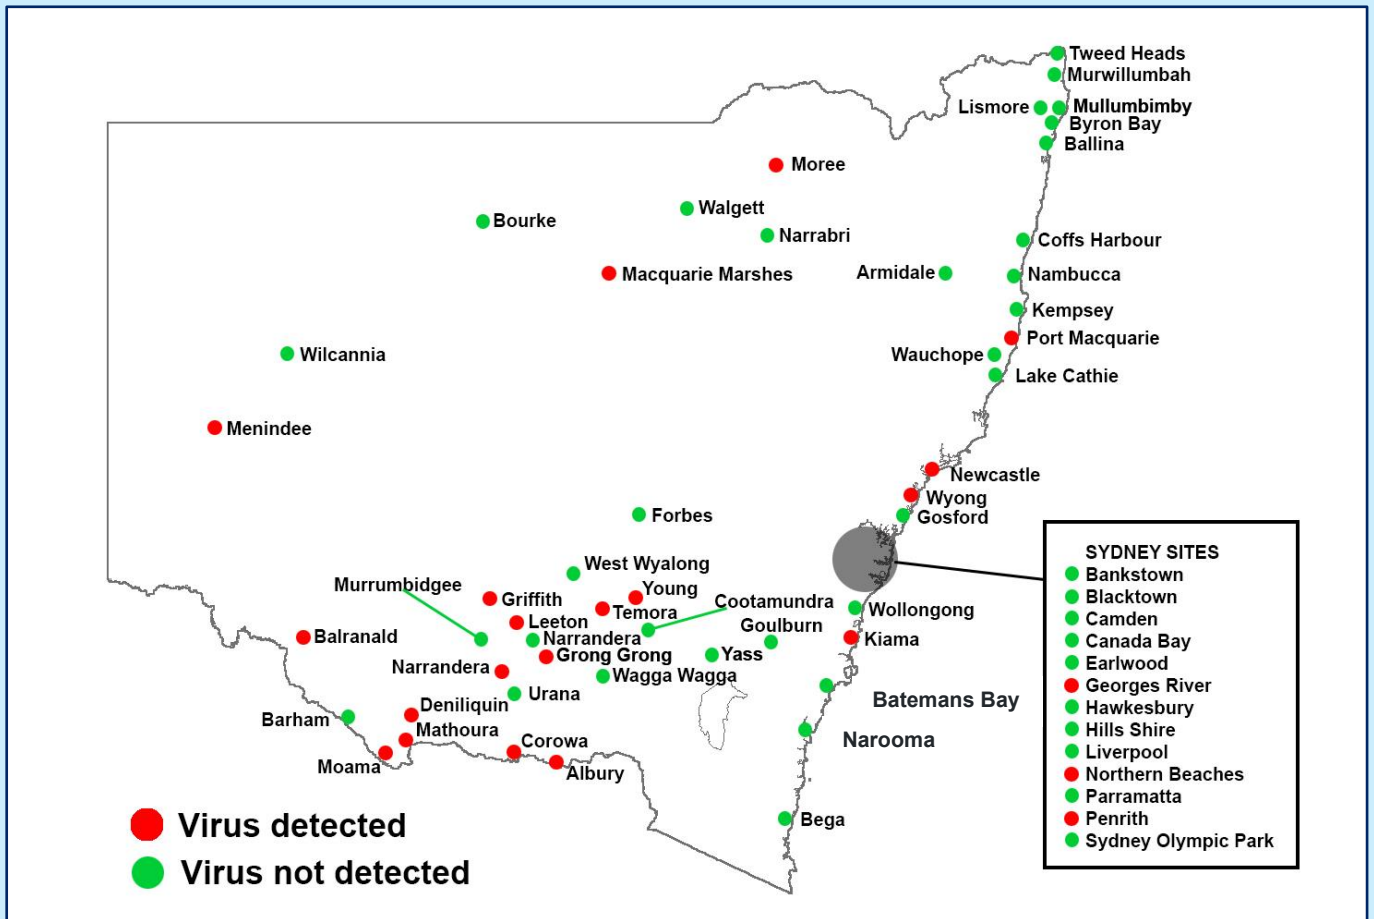 Tweed Heads
Murwillumbah
Lismore
Mullumbimby
Byron Bay
Ballina
Moree
Walgett
Bourke
Narrabri
Coffs Harbour
Macquarie Marshes
Armidale
Nambucca
Kempsey
Port Macquarie
Wilcannia
Wauchope
Lake Cathie
Menindee
Newcastle
Wyong
Forbes
Gosford
West Wyalong
Murrumbidgee
Young
Griffith
Cootamundra
Temora
Wollongong
Leeton
Goulburn
Balranald
Narrandera
Kiama
Grong Grong
Yass
Narrandera
Wagga Wagga
Urana
Batemans Bay
Deniliquin
Barham
Mathoura
Narooma
Corowa
Moama
Albury
Bega
SYDNEY SITES
Bankstown
Blacktown
Camden
Canada Bay
Earlwood
Georges River
Hawkesbury
Hills Shire
Liverpool
Northern Beaches
Parramatta
Penrith
Sydney Olympic Park
Virus detected
Virus not detected